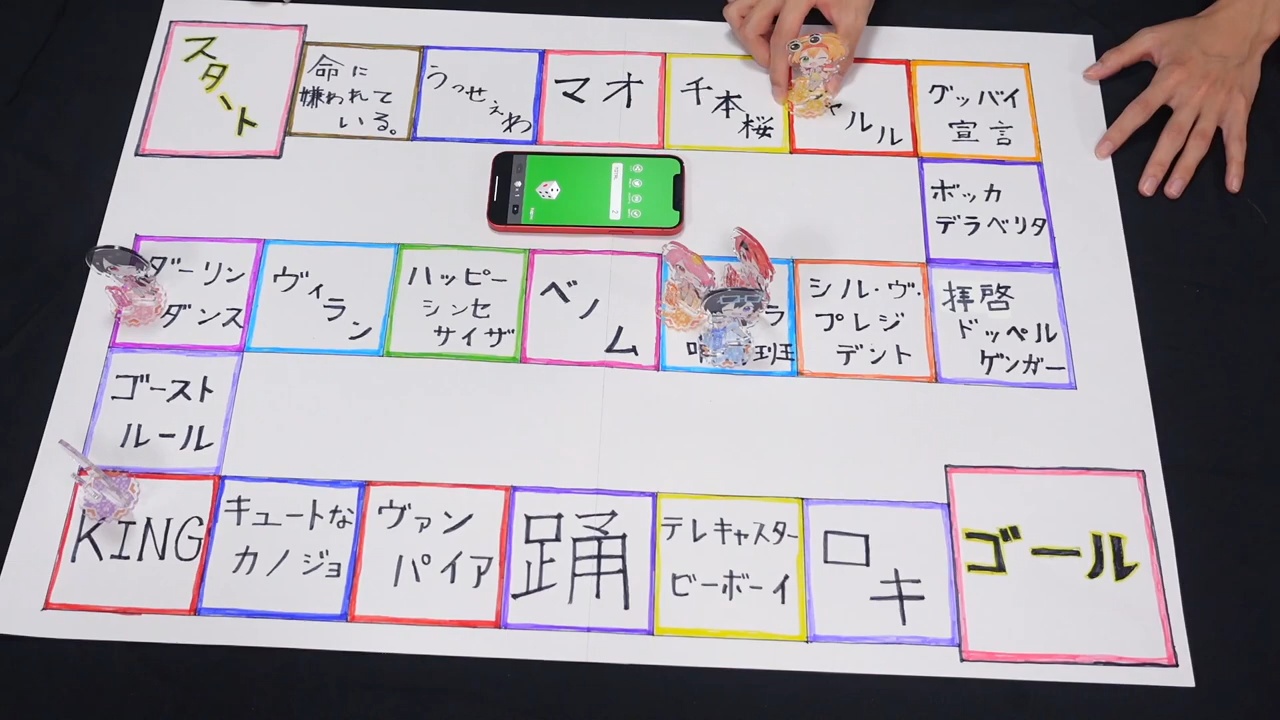 スタート
命に
嫌われて
いる。
うっせぇわ
マオ
千本桜
ャルル
グッバイ
宣言
ボッカ
デラベリタ
拝啓
ドッペル
ゲンガー
シル・ヴ・
プレジ
デント
ラ
班
ベノム
ハッピー
シンセ
サイザ
ヴィラン
ダーリン
ダンス
ゴースト
ルール
KING
キュートな
カノジョ
ヴァン
パイア
踊
テレキャスター
ビーボーイ
ロキ
ゴール